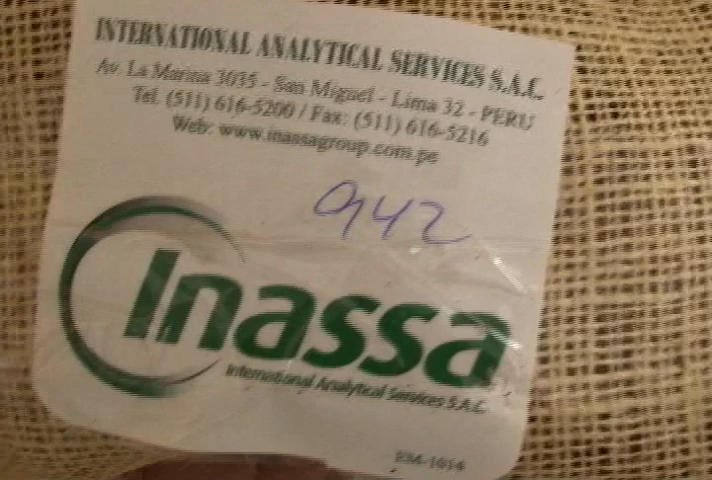 INTERNATIONAL ANALYTICAL SERVICES S.A.C.
Av. La Marina 3035 - San Miguel - Lima 32 - PERU
Tel. (511) 616-5200 / Fax: (511) 616-5216
Web: www.inassagroup.com.pe
942
Inassa
International Analytical Services S.A.C.
EM-1014